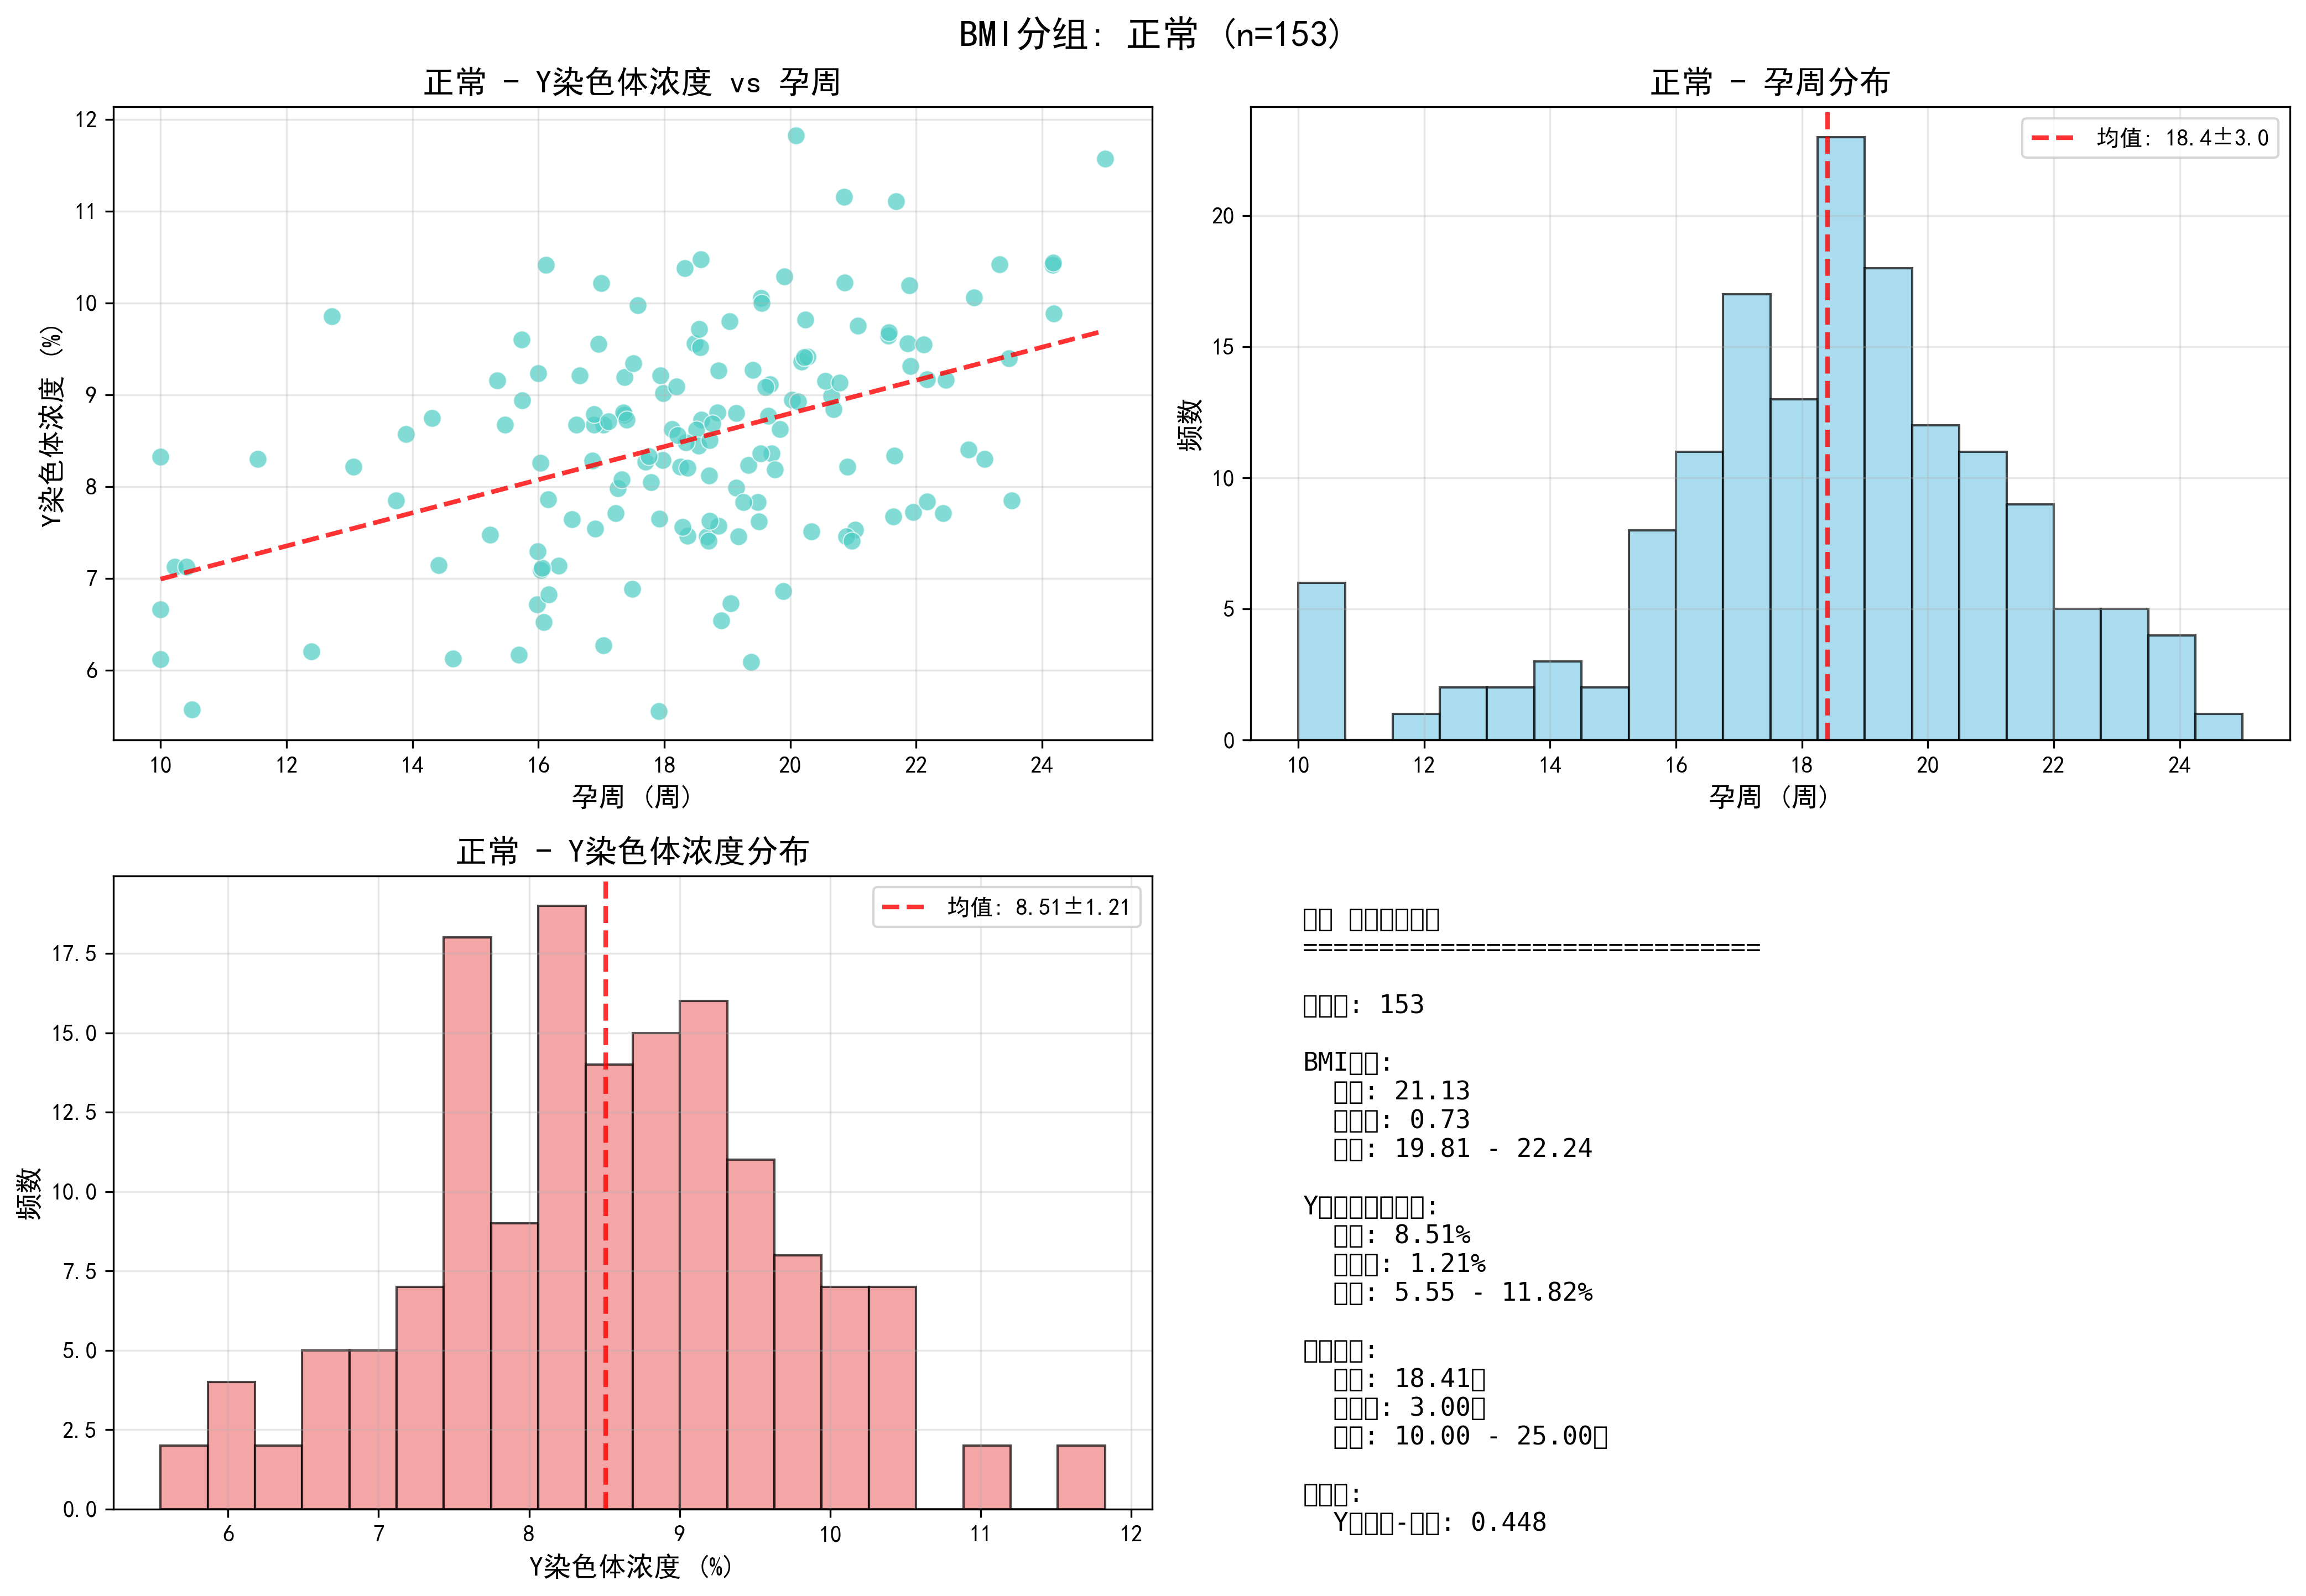 BMI分组: 正常 (n=153)
正常 - Y染色体浓度 vs 孕周
Y染色体浓度 (%)
12
11
10
9
8
7
6
10 12 14 16 18 20 22 24
孕周 (周)
正常 - 孕周分布
均值: 18.4±3.0
频数
20
15
10
5
0
10 12 14 16 18 20 22 24
孕周 (周)
正常 - Y染色体浓度分布
均值: 8.51±1.21
频数
17.5
15.0
12.5
10.0
7.5
5.0
2.5
0.0
6 7 8 9 10 11 12
Y染色体浓度 (%)
□□ □□□□□□
==============================
□□□: 153
BMI□□:
□□: 21.13
□□□: 0.73
□□: 19.81 - 22.24
Y□□□□□□□:
□□: 8.51%
□□□: 1.21%
□□: 5.55 - 11.82%
□□□□:
□□: 18.41□
□□□: 3.00□
□□: 10.00 - 25.00□
□□□:
Y□□□-□□: 0.448